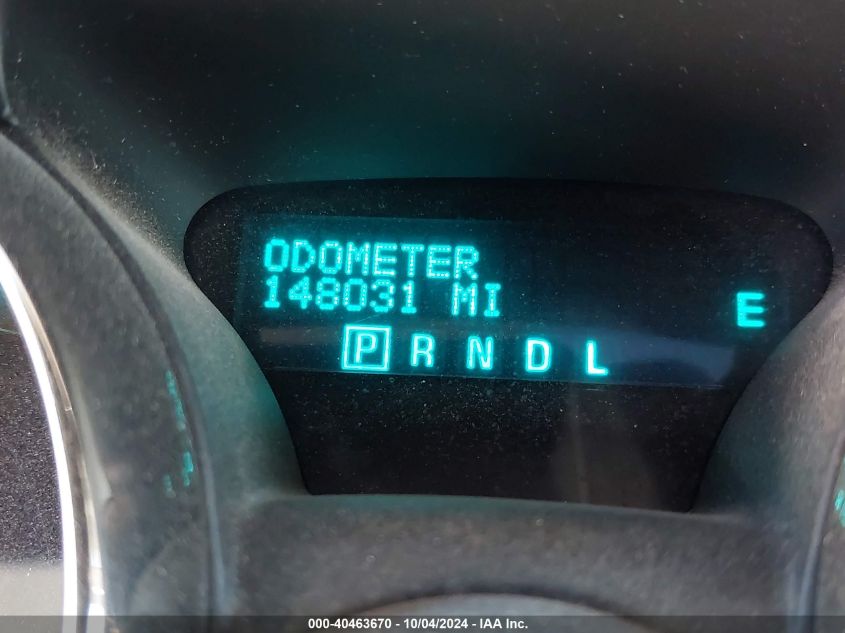 ODOMETER
148031 MI
E
P R N D L
000-40463670 - 10/04/2024 - IAA Inc.